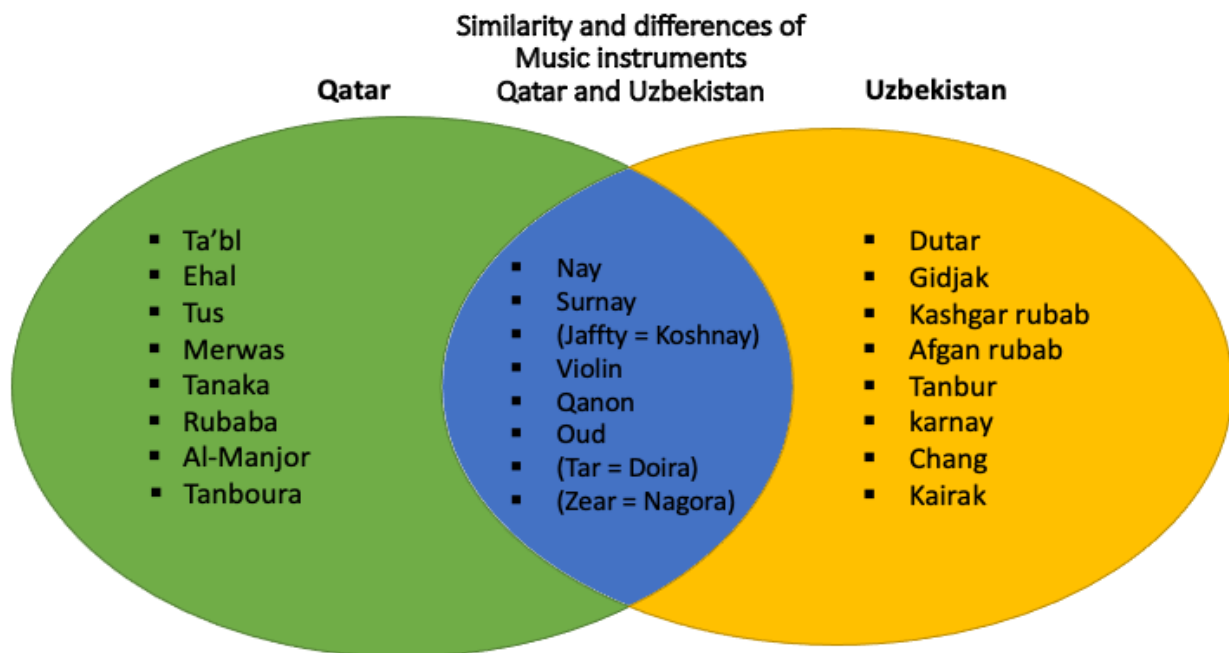 Similarity and differences of
Music instruments
Qatar and Uzbekistan
Qatar
Uzbekistan
▪ Ta’bl
▪ Ehal
▪ Tus
▪ Merwas
▪ Tanaka
▪ Rubaba
▪ Al-Manjor
▪ Tanboura
▪ Nay
▪ Surnay
▪ (Jaffty = Koshnay)
▪ Violin
▪ Qanon
▪ Oud
▪ (Tar = Doira)
▪ (Zear = Nagora)
▪ Dutar
▪ Gidjak
▪ Kashgar rubab
▪ Afgan rubab
▪ Tanbur
▪ karnay
▪ Chang
▪ Kairak